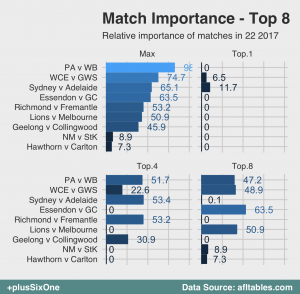 Match Importance - Top 8
Relative importance of matches in 22 2017
Max Top.1
PA v WB 0
WCE v GWS 74.7 6.5
Sydney v Adelaide 65.1 11.7
Essendon v GC 63.5 0
Richmond v Fremantle 53.2 0
Lions v Melbourne 50.9 0
Geelong v Collingwood 45.9 0
NM v StK 8.9 0
Hawthorn v Carlton 7.3 0
Top.4 Top.8
PA v WB 51.7 47.2
WCE v GWS 22.6 48.9
Sydney v Adelaide 53.4 0.1
Essendon v GC 0 63.5
Richmond v Fremantle 53.2 0
Lions v Melbourne 0 50.9
Geelong v Collingwood 30.9 0
NM v StK 0 8.9
Hawthorn v Carlton 0 7.3
+plusSixOne Data Source: afltables.com